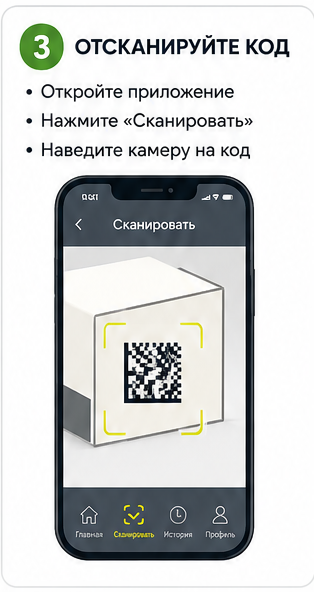 3 ОТСКАНИРУЙТЕ КОД
• Откройте приложение
• Нажмите «Сканировать»
• Наведите камеру на код
Сканировать
Главная Сканировать История Профиль